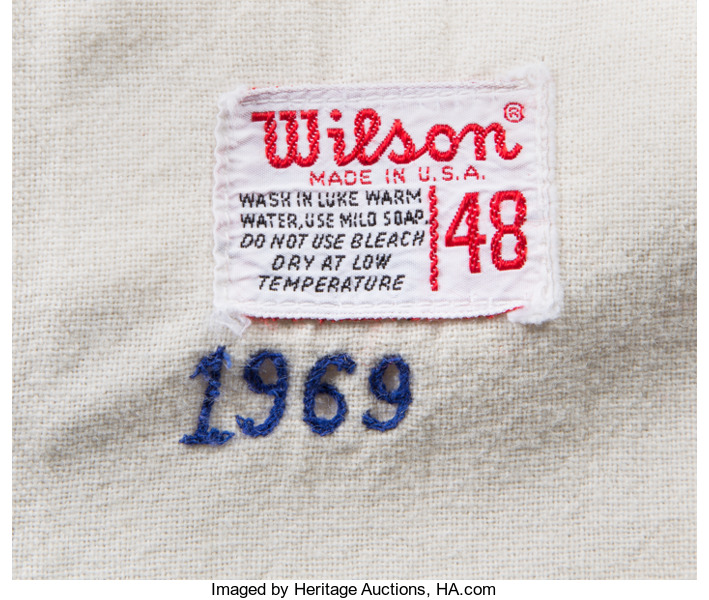 Wilson®
MADE IN U.S.A.
WASH IN LUKE WARM
WATER, USE MILD SOAP.
DO NOT USE BLEACH
DRY AT LOW
TEMPERATURE
48
1969
Imaged by Heritage Auctions, HA.com